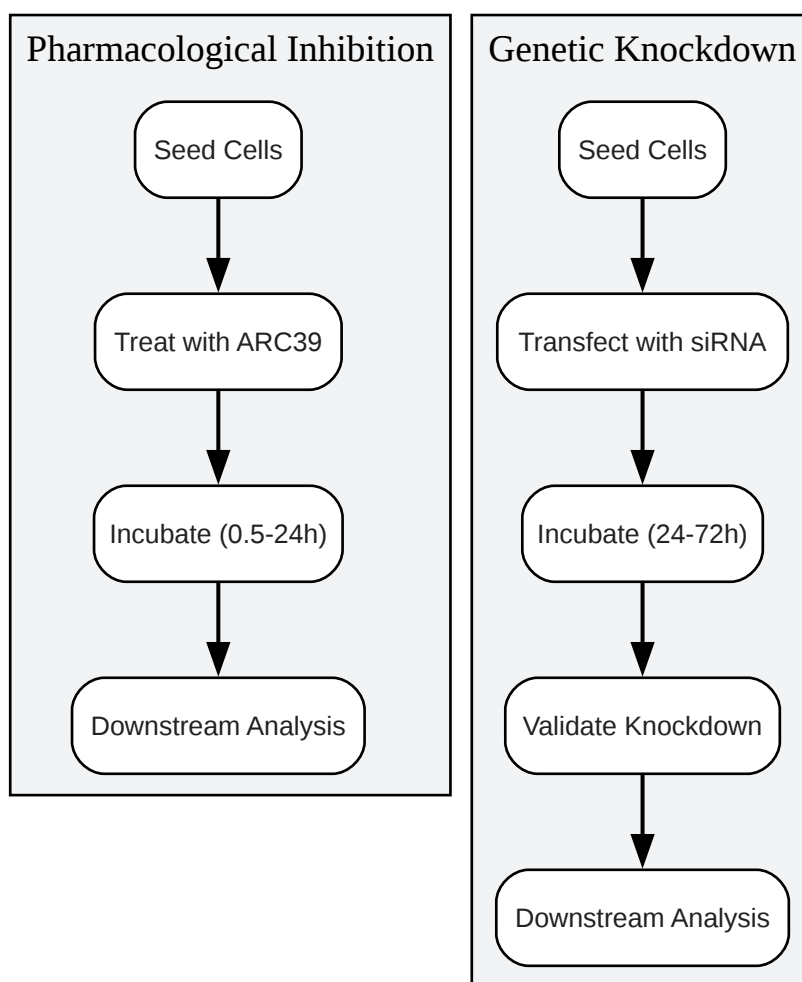 Pharmacological Inhibition
Seed Cells
Treat with ARC39
Incubate (0.5-24h)
Downstream Analysis
Genetic Knockdown
Seed Cells
Transfect with siRNA
Incubate (24-72h)
Validate Knockdown
Downstream Analysis